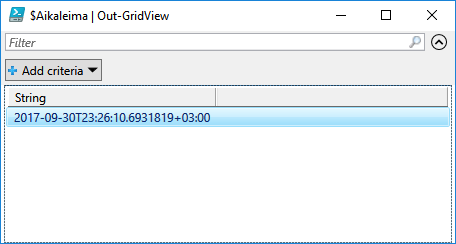 $Aikaleima | Out-GridView
Filter
Add criteria
String
2017-09-30T23:26:10.6931819+03:00